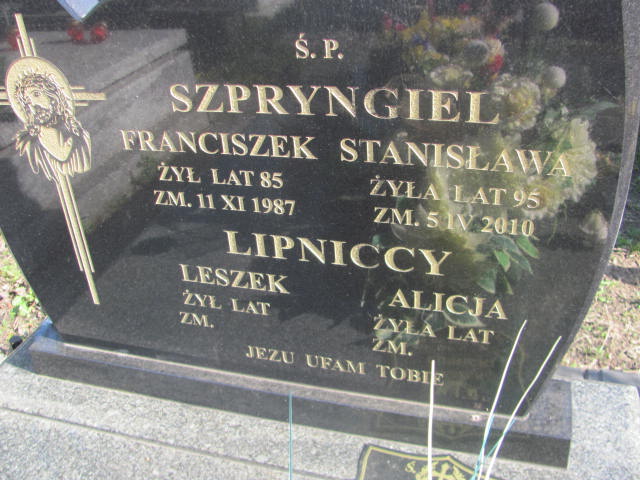 Ś. P.
SZPRYNGIEL
FRANCISZEK STANISŁAWA
ŻYŁ LAT 85 ŻYŁA LAT 95
ZM. 11 XI 1987 ZM. 5 IV 2010
LIPNICCY
LESZEK ALICJA
ŻYŁ LAT ŻYŁA LAT
ZM. ZM.
JEZU UFAM TOBIE
Ś.